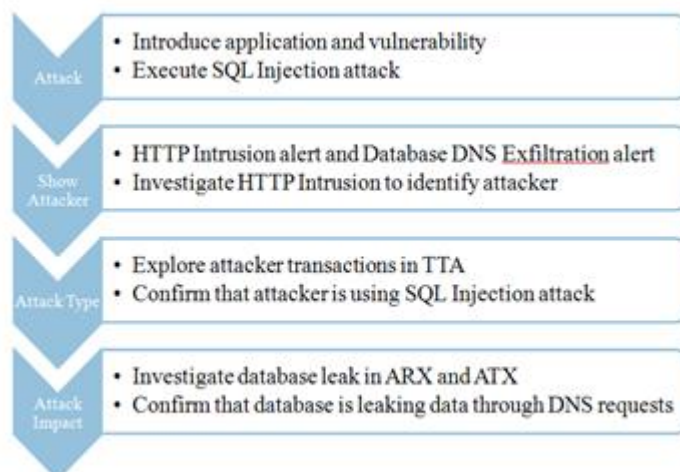 Attack
• Introduce application and vulnerability
• Execute SQL Injection attack
Show
Attacker
• HTTP Intrusion alert and Database DNS Exfiltration alert
• Investigate HTTP Intrusion to identify attacker
Attack Type
• Explore attacker transactions in TTA
• Confirm that attacker is using SQL Injection attack
Attack
Impact
• Investigate database leak in ARX and ATX
• Confirm that database is leaking data through DNS requests